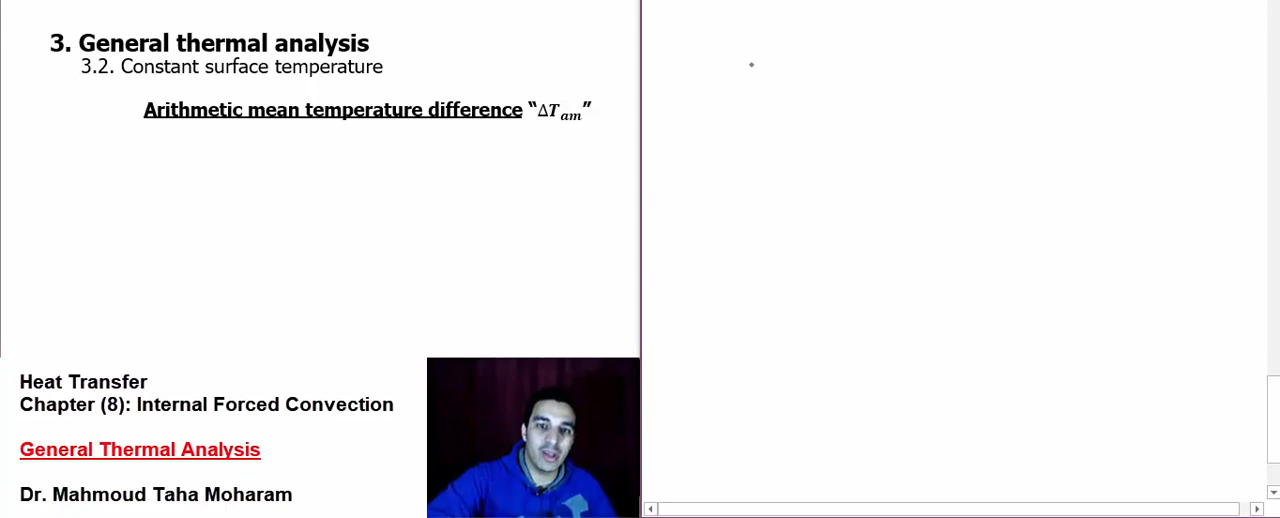 3. General thermal analysis
3.2. Constant surface temperature
Arithmetic mean temperature difference “ΔT_am”
Heat Transfer
Chapter (8): Internal Forced Convection
General Thermal Analysis
Dr. Mahmoud Taha Moharam